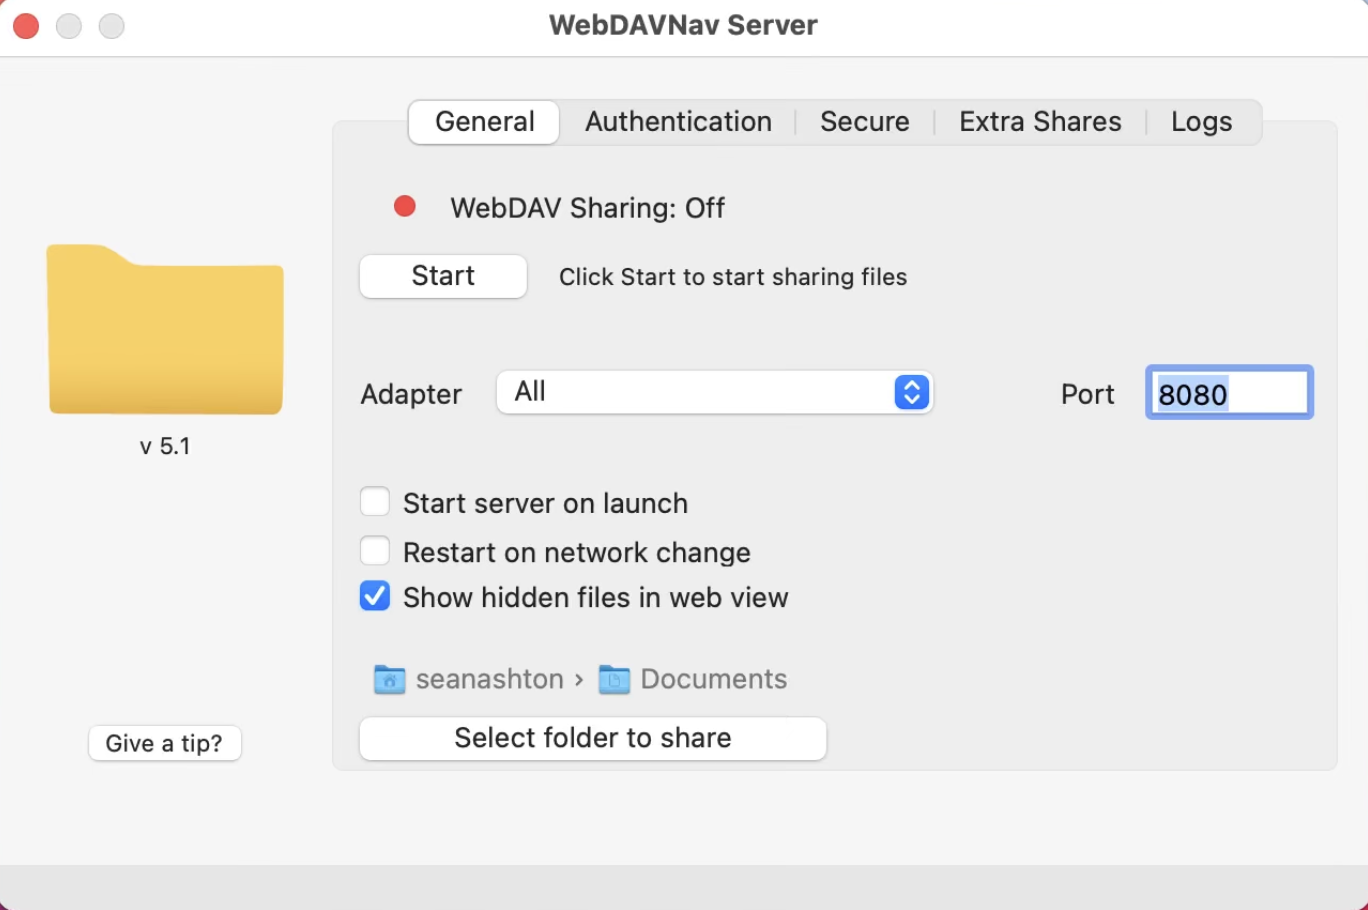 WebDAVNav Server
General
Authentication
Secure
Extra Shares
Logs
WebDAV Sharing: Off
Start
Click Start to start sharing files
Adapter
All
Port
8080
v 5.1
Start server on launch
Restart on network change
Show hidden files in web view
seanashton › Documents
Select folder to share
Give a tip?